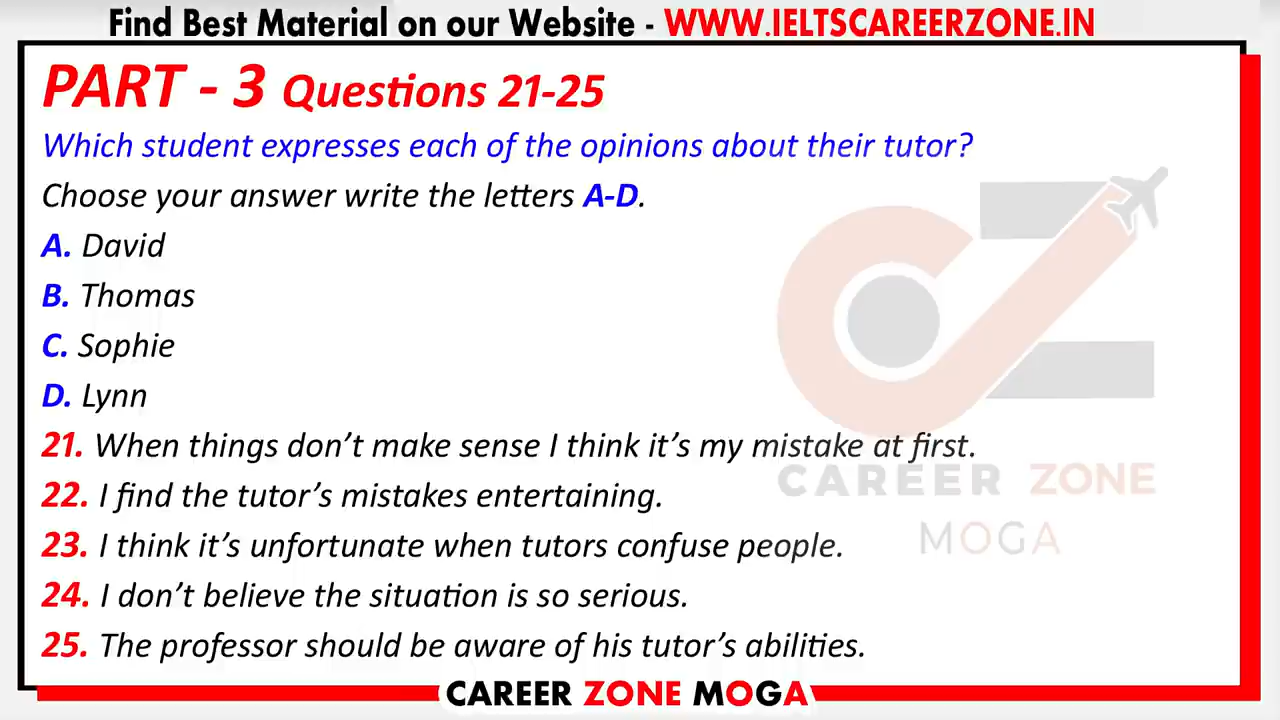 Find Best Material on our Website - WWW.IELTSCAREERZONE.IN
PART - 3 Questions 21-25
Which student expresses each of the opinions about their tutor?
Choose your answer write the letters A-D.
A. David
B. Thomas
C. Sophie
D. Lynn
21. When things don't make sense I think it's my mistake at first.
22. I find the tutor's mistakes entertaining.
CAREER ZONE
23. I think it's unfortunate when tutors confuse people.
MOGA
24. I don't believe the situation is so serious.
25. The professor should be aware of his tutor's abilities.
CAREER ZONE MOGA